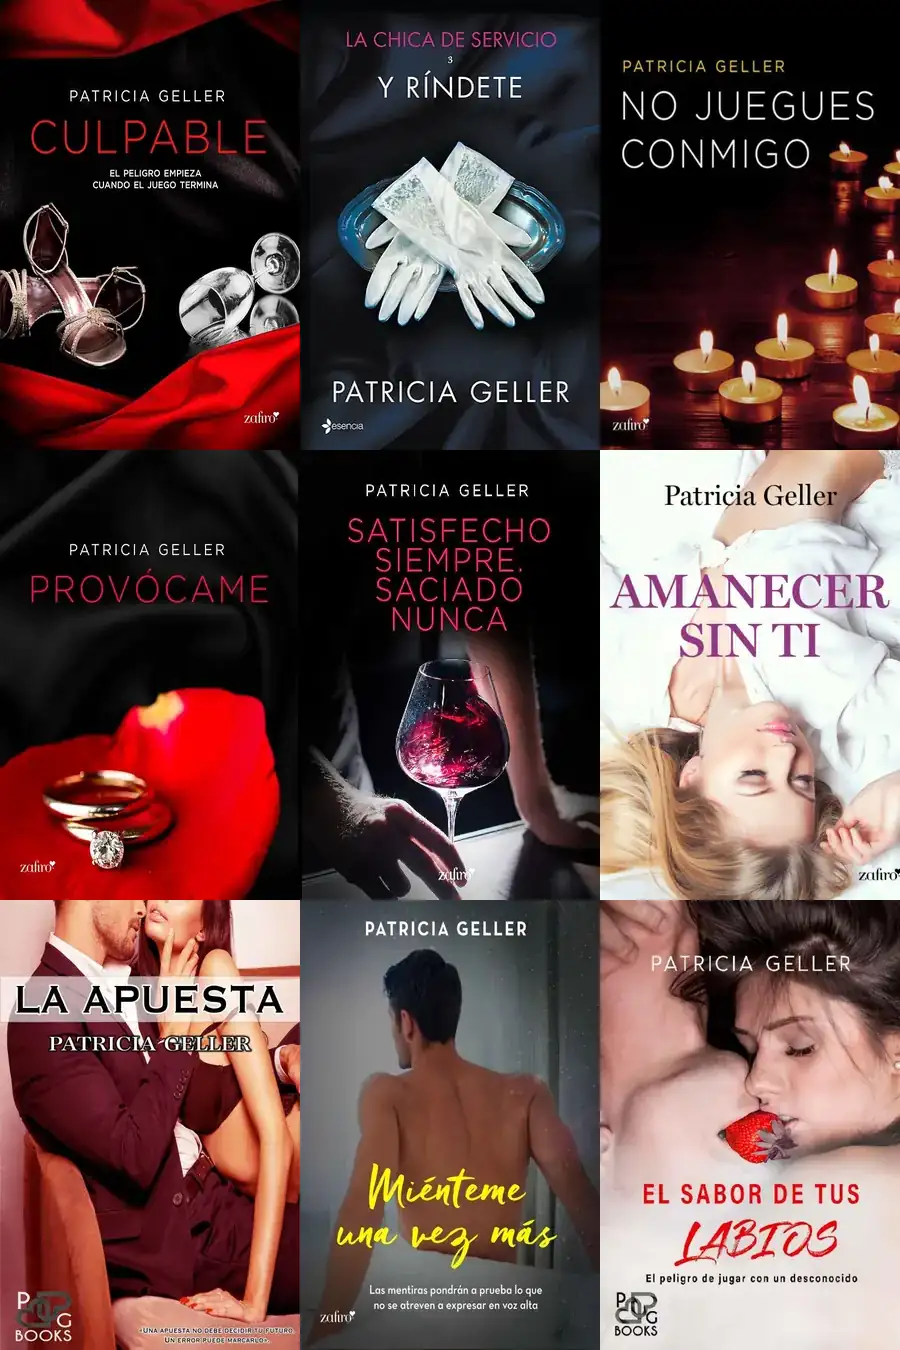 PATRICIA GELLER
CULPABLE
EL PELIGRO EMPIEZA
CUANDO EL JUEGO TERMINA
zafiro
LA CHICA DE SERVICIO
3
Y RÍNDETE
PATRICIA GELLER
esencia
PATRICIA GELLER
NO JUEGUES
CONMIGO
zafiro
PATRICIA GELLER
PROVÓCAME
zafiro
PATRICIA GELLER
SATISFECHO
SIEMPRE.
SACIADO
NUNCA
zafiro
Patricia Geller
AMANECER
SIN TI
zafiro
LA APUESTA
PATRICIA GELLER
PG
BOOKS
«UNA APUESTA NO DEBE DECIDIR TU FUTURO.
UN ERROR PUEDE MARCARLO».
PATRICIA GELLER
Miénteme
una vez más
Las mentiras pondrán a prueba lo que
no se atreven a expresar en voz alta
zafiro
PATRICIA GELLER
EL SABOR DE TUS
LABIOS
El peligro de jugar con un desconocido
PG
BOOKS